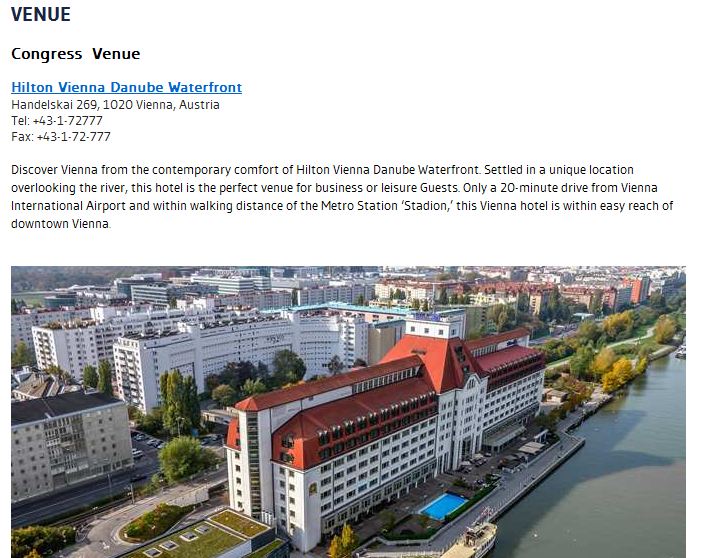 VENUE
Congress Venue
Hilton Vienna Danube Waterfront
Handelskai 269, 1020 Vienna, Austria
Tel: +43-1-72777
Fax: +43-1-72-777
Discover Vienna from the contemporary comfort of Hilton Vienna Danube Waterfront. Settled in a unique location
overlooking the river, this hotel is the perfect venue for business or leisure Guests. Only a 20-minute drive from Vienna
International Airport and within walking distance of the Metro Station ‘Stadion,’ this Vienna hotel is within easy reach of
downtown Vienna.